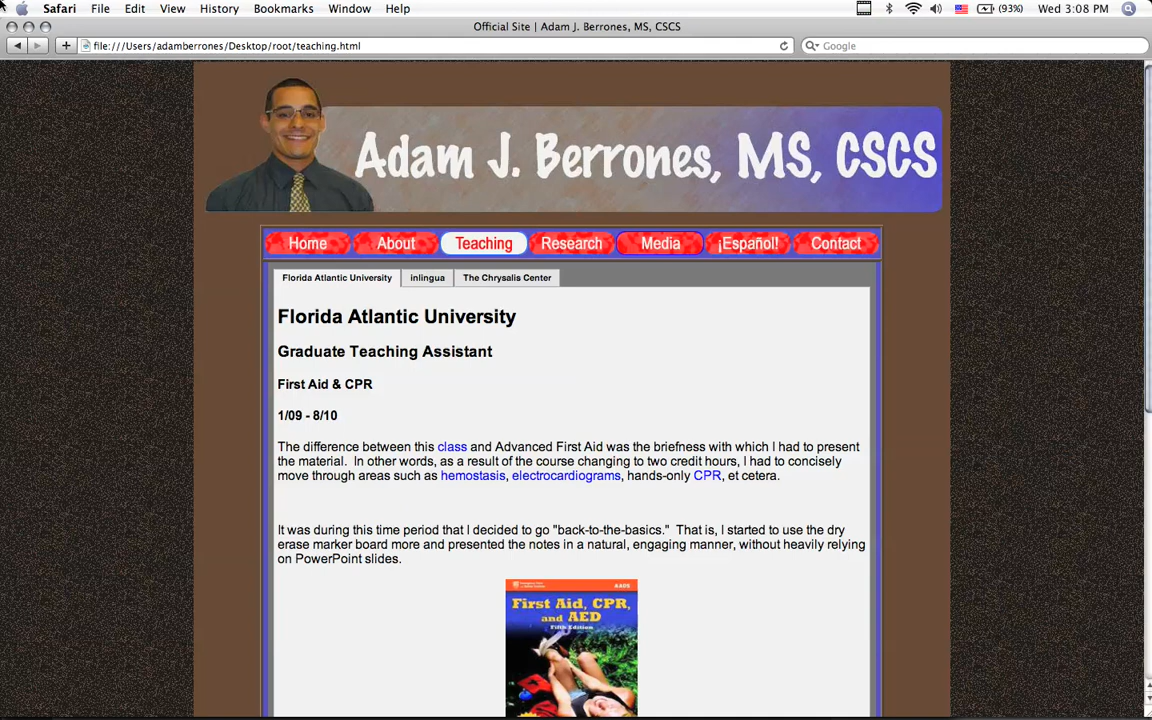 Safari File Edit View History Bookmarks Window Help (93%) Wed 3:08 PM
Official Site | Adam J. Berrones, MS, CSCS
file:///Users/adamberrones/Desktop/root/teaching.html Google
Adam J. Berrones, MS, CSCS
Home About Teaching Research Media ¡Español! Contact
Florida Atlantic University inlingua The Chrysalis Center
Florida Atlantic University
Graduate Teaching Assistant
First Aid & CPR
1/09 - 8/10
The difference between this class and Advanced First Aid was the briefness with which I had to present
the material. In other words, as a result of the course changing to two credit hours, I had to concisely
move through areas such as hemostasis, electrocardiograms, hands-only CPR, et cetera.
It was during this time period that I decided to go "back-to-the-basics." That is, I started to use the dry
erase marker board more and presented the notes in a natural, engaging manner, without heavily relying
on PowerPoint slides.
AAOS
First Aid, CPR,
and AED
Fifth Edition